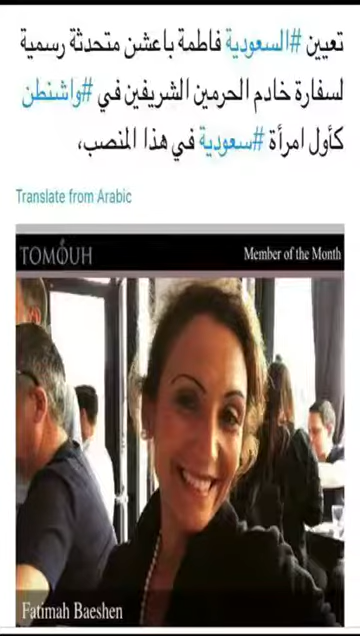 تعيين #السعودية فاطمة باعشن متحدثة رسمية
لسفارة خادم الحرمين الشريفين في #واشنطن
كأول امرأة #سعودية في هذا المنصب،
Translate from Arabic
TOMOUH
Member of the Month
Fatimah Baeshen